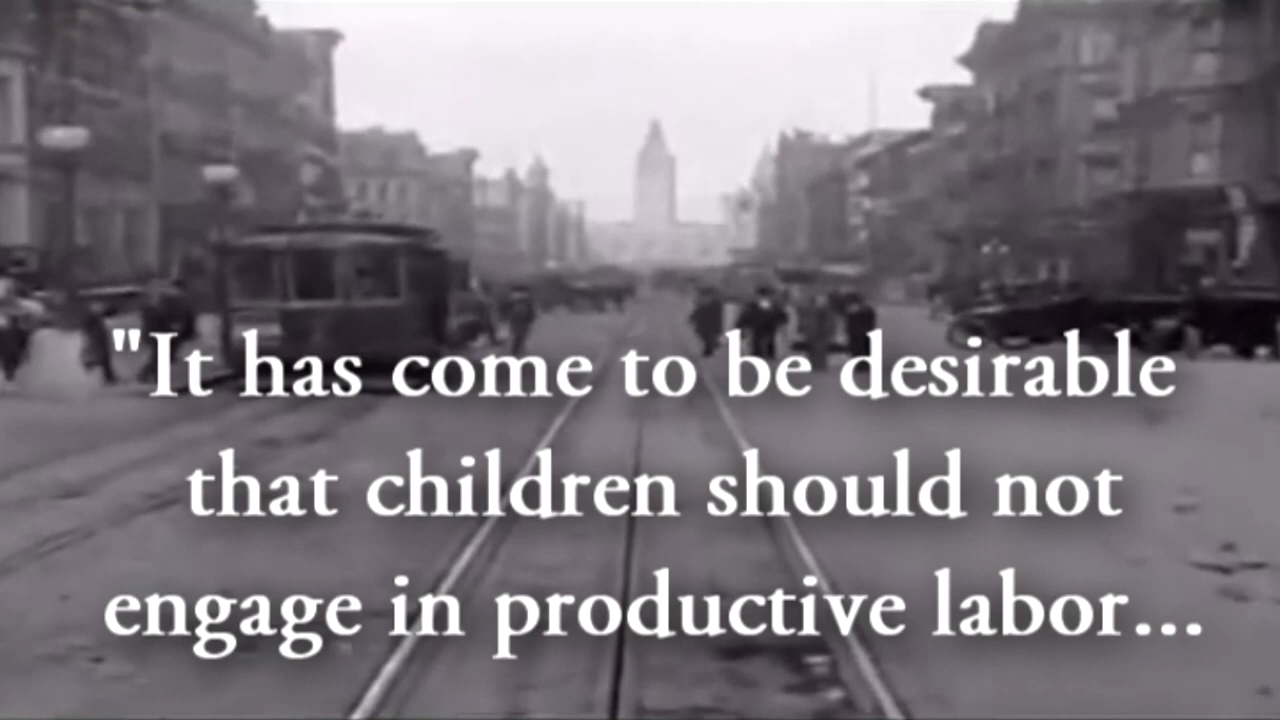 "It has come to be desirable
that children should not
engage in productive labor...